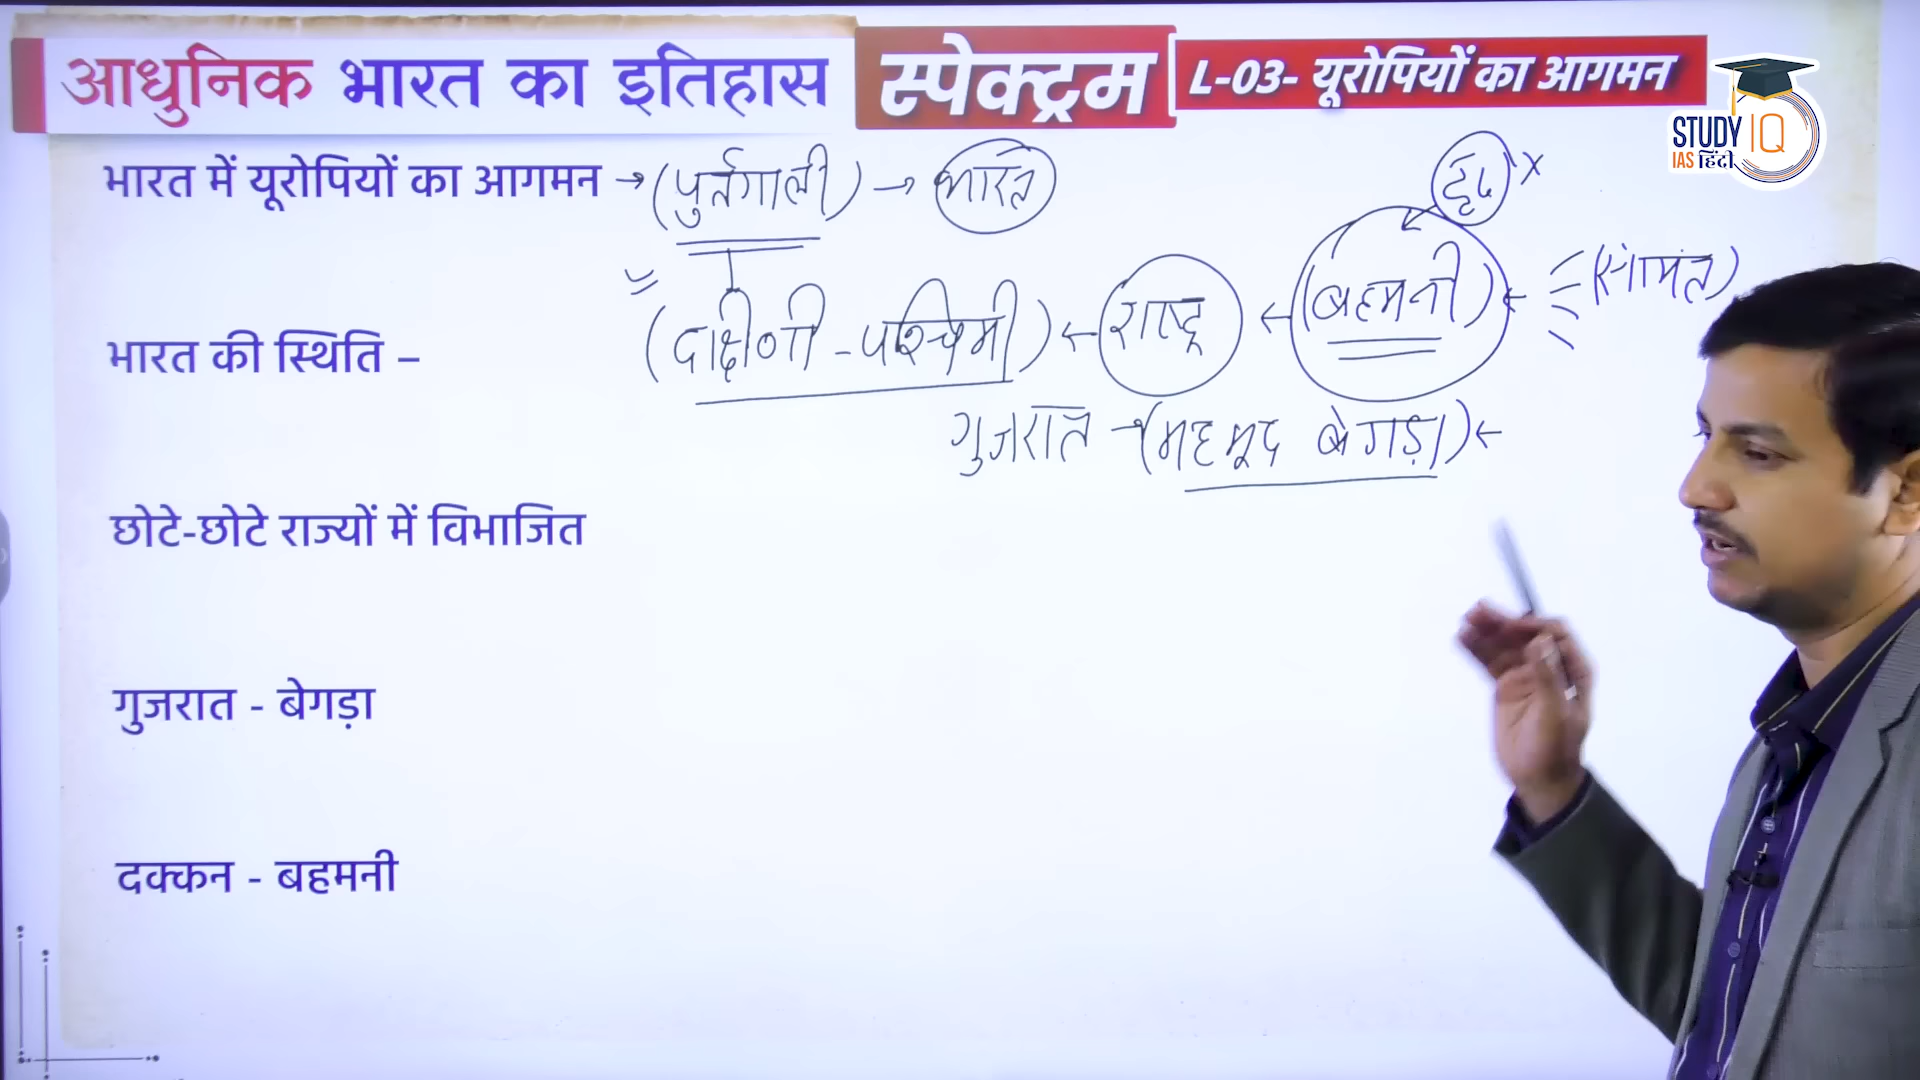 आधुनिक भारत का इतिहास स्पेक्ट्रम L-03- यूरोपियों का आगमन
STUDY IQ
IAS हिंदी
भारत में यूरोपियों का आगमन → (पुर्तगाली) → भारत
x
भारत की स्थिति –
(दक्षिणी - पश्चिमी) ← राष्ट्र ← (बहमनी) ← (सामंत)
गुजरात → (महमूद बेगड़ा) ←
छोटे-छोटे राज्यों में विभाजित
गुजरात - बेगड़ा
दक्कन - बहमनी